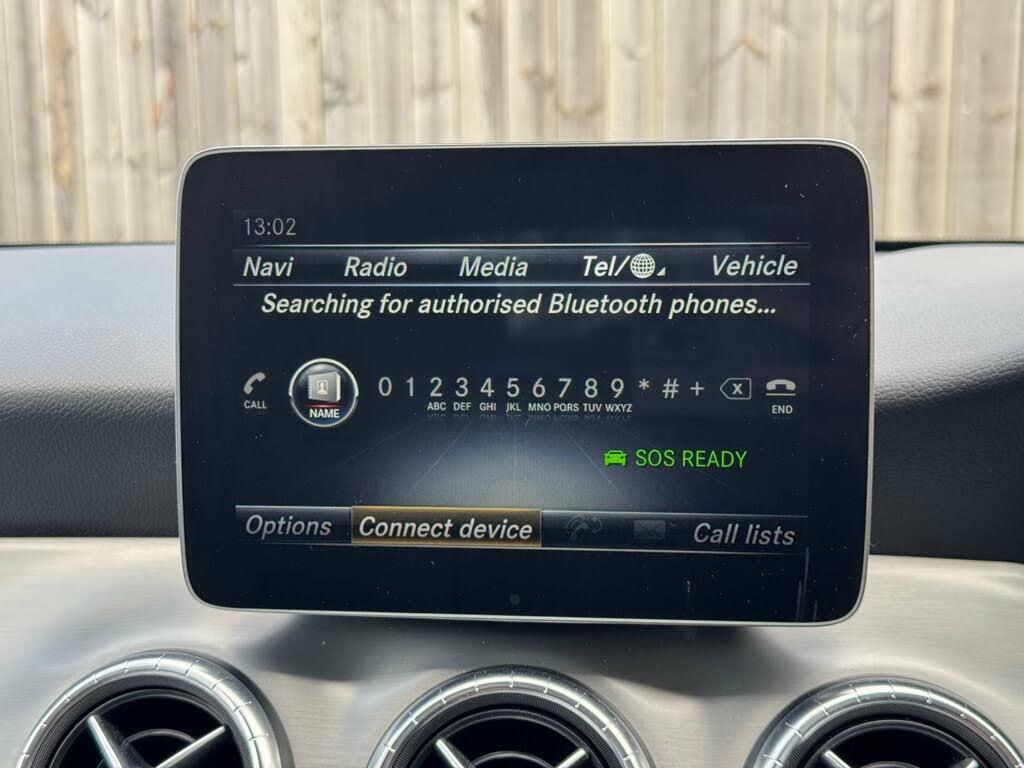 13:02
Navi Radio Media Tel/ Vehicle
Searching for authorised Bluetooth phones...
0 1 2 3 4 5 6 7 8 9 * # +
CALL NAME ABC DEF GHI JKL MNO PQRS TUV WXYZ END
SOS READY
Options Connect device Call lists